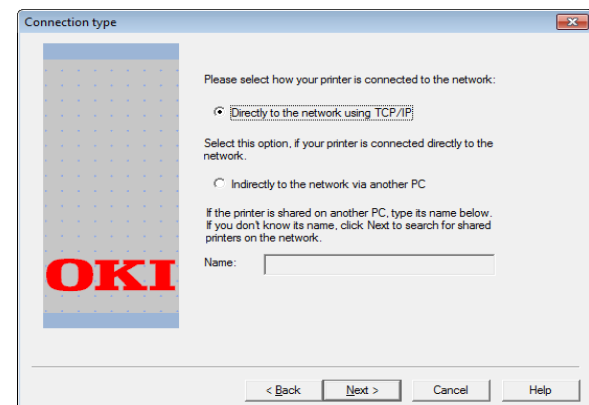 Connection type
Please select how your printer is connected to the network:
Directly to the network using TCP/IP
Select this option, if your printer is connected directly to the
network.
Indirectly to the network via another PC
If the printer is shared on another PC, type its name below.
If you don't know its name, click Next to search for shared
printers on the network.
Name:
OKI
< Back Next > Cancel Help